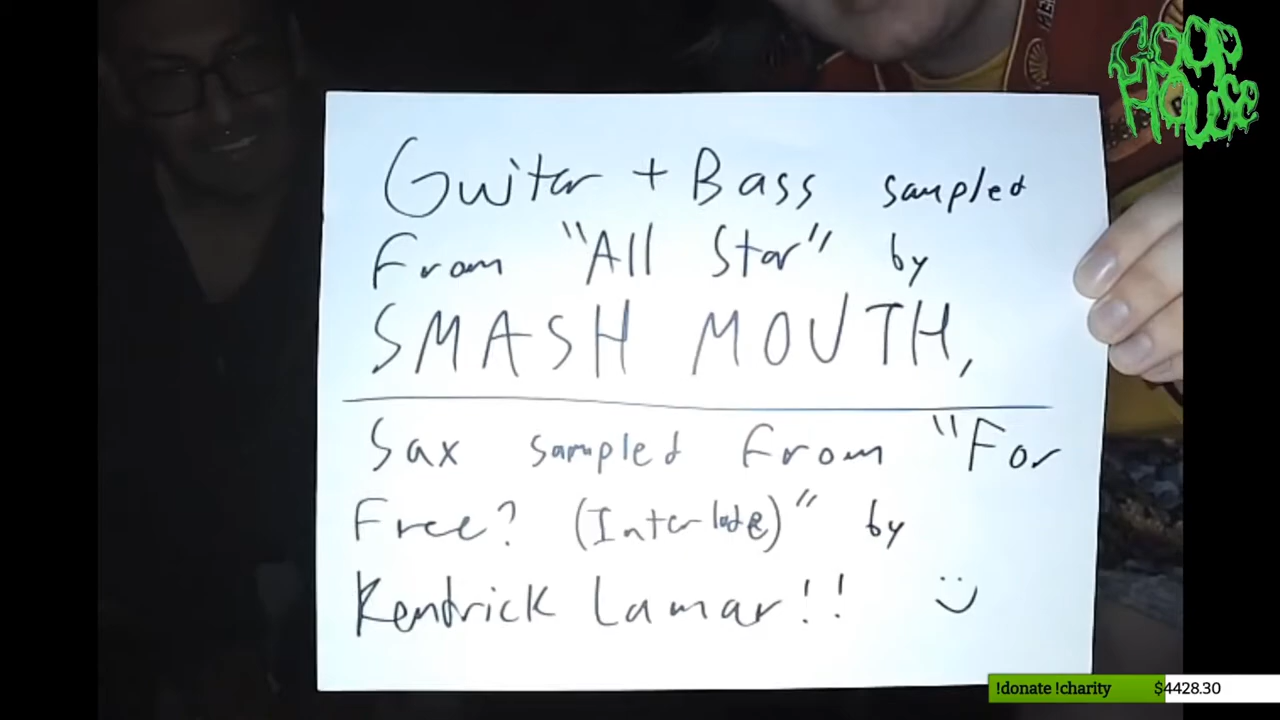 GOOP
HOUSE
Guitar + Bass sampled
From "All Star" by
SMASH MOUTH,
Sax sampled From "For
Free? (Interlude)" by
Kendrick Lamar!! :)
!donate !charity $4428.30